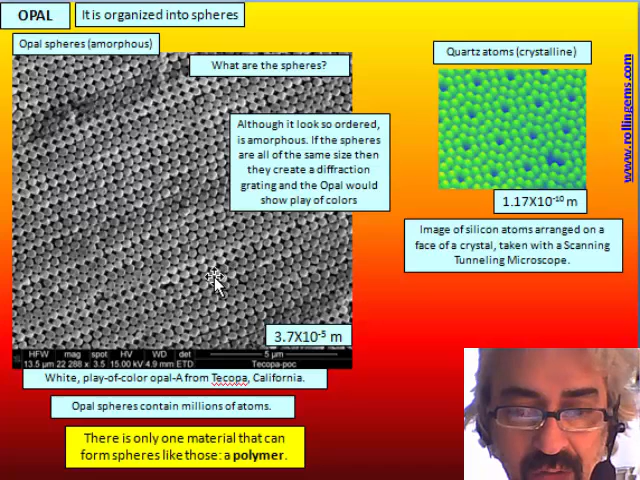 OPAL
It is organized into spheres
Opal spheres (amorphous)
What are the spheres?
Although it look so ordered,
is amorphous. If the spheres
are all of the same size then
they create a diffraction
grating and the Opal would
show play of colors
3.7X10⁻⁵ m
HFW mag spot HV WD det 5 μm
13.5 μm 22 288 x 3.5 15.00 kV 4.9 mm ETD Tecopa-poc
White, play-of-color opal-A from Tecopa, California.
Opal spheres contain millions of atoms.
There is only one material that can
form spheres like those: a polymer.
Quartz atoms (crystalline)
1.17X10⁻¹⁰ m
Image of silicon atoms arranged on a
face of a crystal, taken with a Scanning
Tunneling Microscope.
www.rollingems.com